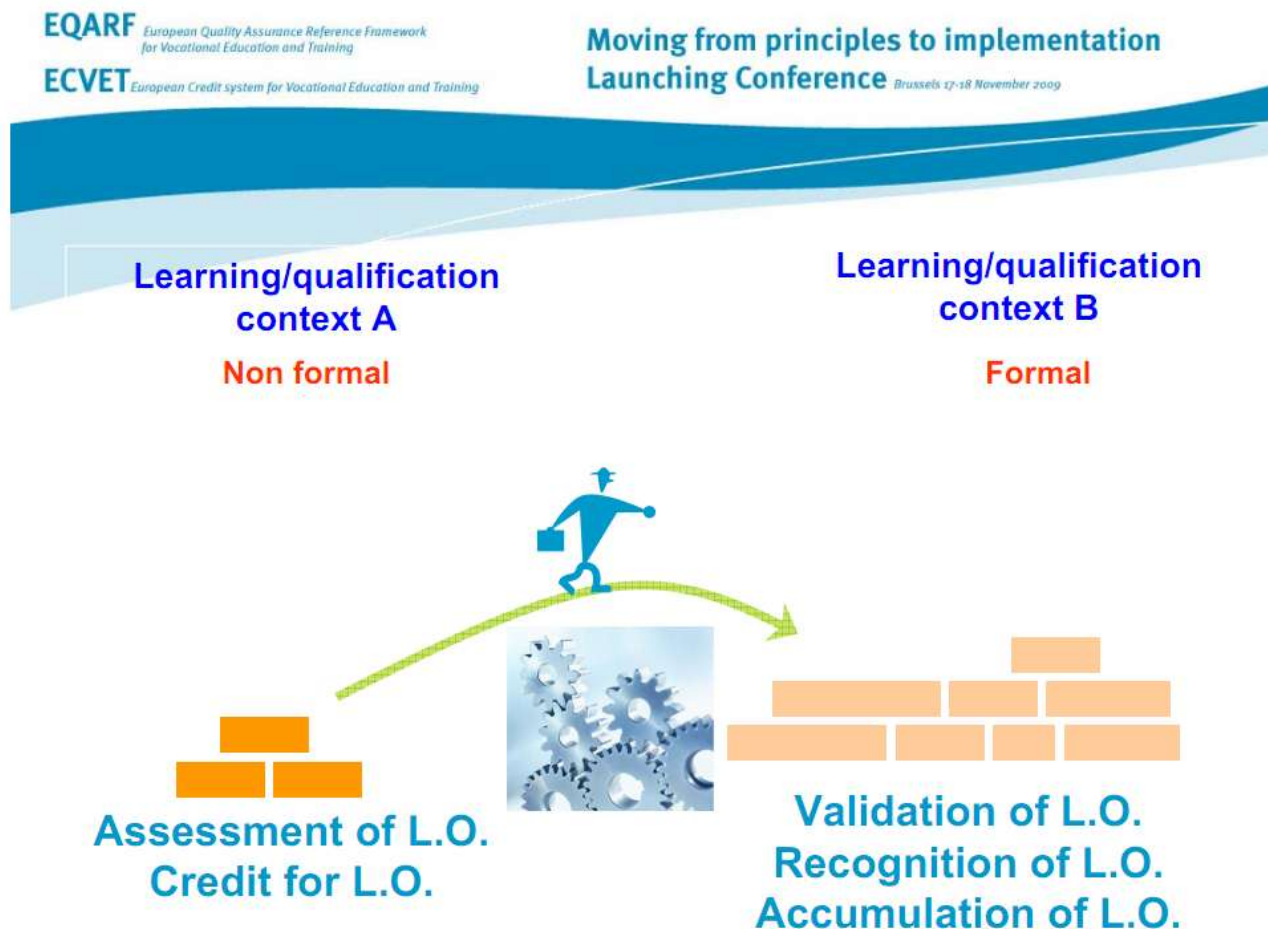 EQARF European Quality Assurance Reference Framework
for Vocational Education and Training
ECVET European Credit system for Vocational Education and Training
Moving from principles to implementation
Launching Conference Brussels 17-18 November 2009
Learning/qualification
context A
Non formal
Learning/qualification
context B
Formal
Assessment of L.O.
Credit for L.O.
Validation of L.O.
Recognition of L.O.
Accumulation of L.O.